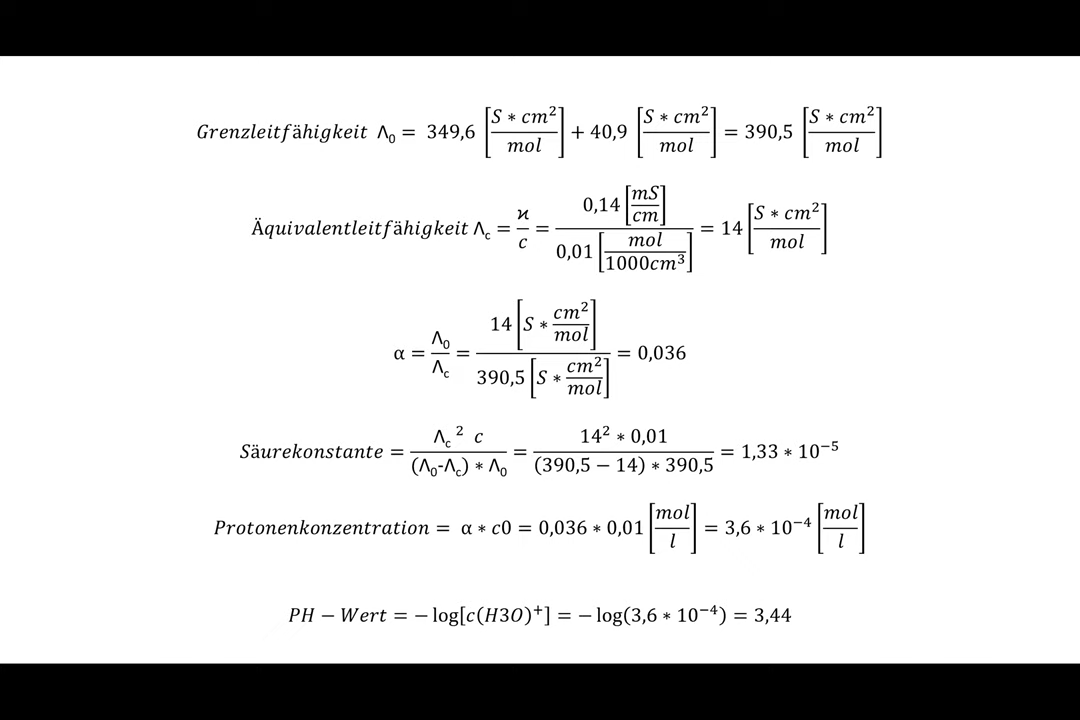 Grenzleitfähigkeit Λ₀ = 349,6 [S * cm²/mol] + 40,9 [S * cm²/mol] = 390,5 [S * cm²/mol]
Äquivalentleitfähigkeit Λc = ϰ/c = 0,14 [mS/cm] / 0,01 [mol/1000cm³] = 14 [S * cm²/mol]
α = Λ₀/Λc = 14 [S * cm²/mol] / 390,5 [S * cm²/mol] = 0,036
Säurekonstante = Λc² c / (Λ₀-Λc) * Λ₀ = 14² * 0,01 / (390,5 − 14) * 390,5 = 1,33 * 10⁻⁵
Protonenkonzentration = α * c0 = 0,036 * 0,01 [mol/l] = 3,6 * 10⁻⁴ [mol/l]
PH − Wert = − log[c(H3O)⁺] = − log(3,6 * 10⁻⁴) = 3,44